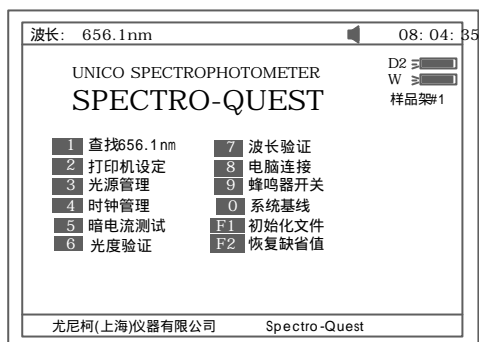 波长: 656.1nm 08: 04: 35
D2
W
样品架#1
UNICO SPECTROPHOTOMETER
SPECTRO-QUEST
1 查找656.1nm 7 波长验证
2 打印机设定 8 电脑连接
3 光源管理 9 蜂鸣器开关
4 时钟管理 0 系统基线
5 暗电流测试 F1 初始化文件
6 光度验证 F2 恢复缺省值
尤尼柯(上海)仪器有限公司 Spectro-Quest